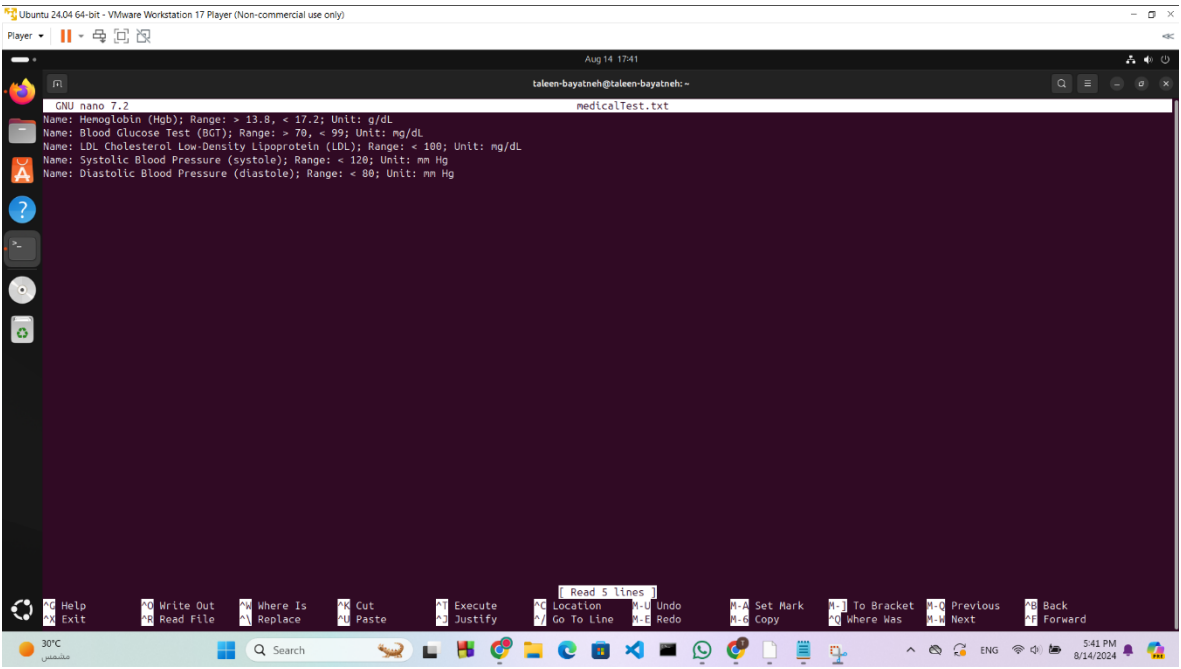 Ubuntu 24.04 64-bit - VMware Workstation 17 Player (Non-commercial use only)
Player
Aug 14 17:41
taleen-bayatneh@taleen-bayatneh: ~
GNU nano 7.2 medicalTest.txt
Name: Hemoglobin (Hgb); Range: > 13.8, < 17.2; Unit: g/dL
Name: Blood Glucose Test (BGT); Range: > 70, < 99; Unit: mg/dL
Name: LDL Cholesterol Low-Density Lipoprotein (LDL); Range: < 100; Unit: mg/dL
Name: Systolic Blood Pressure (systole); Range: < 120; Unit: mm Hg
Name: Diastolic Blood Pressure (diastole); Range: < 80; Unit: mm Hg
[ Read 5 lines ]
^G Help ^O Write Out ^W Where Is ^K Cut ^T Execute ^C Location M-U Undo M-A Set Mark M-] To Bracket M-Q Previous ^B Back
^X Exit ^R Read File ^\ Replace ^U Paste ^J Justify ^/ Go To Line M-E Redo M-6 Copy ^Q Where Was M-W Next ^F Forward
30°C
مشمس
Search
ENG
5:41 PM
8/14/2024